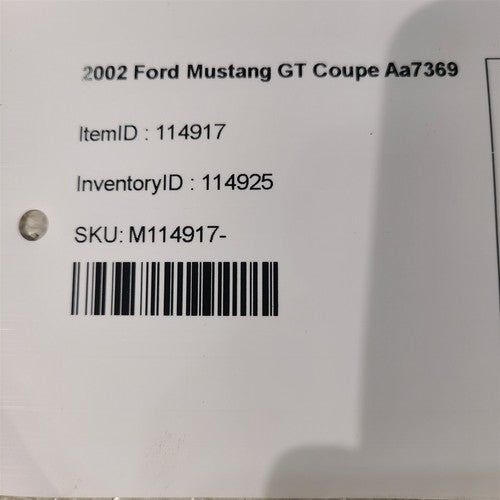 2002 Ford Mustang GT Coupe Aa7369
ItemID : 114917
InventoryID : 114925
SKU: M114917-